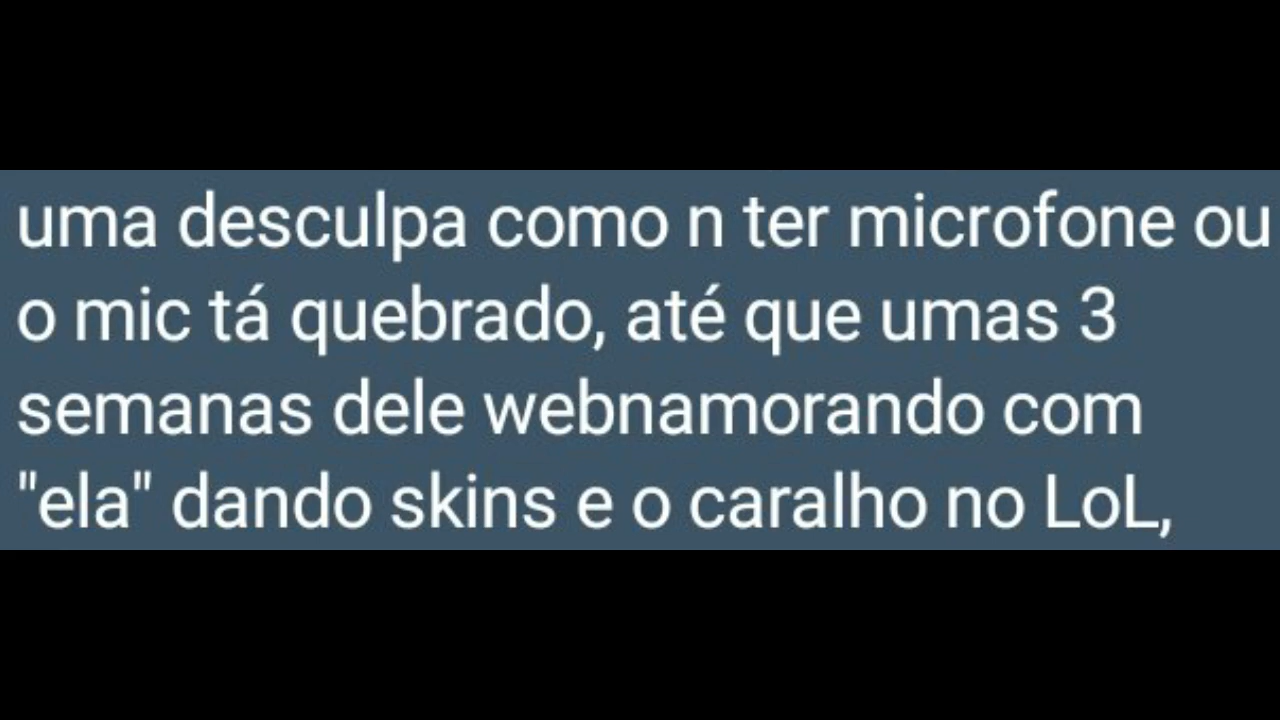 uma desculpa como n ter microfone ou
o mic tá quebrado, até que umas 3
semanas dele webnamorando com
"ela" dando skins e o caralho no LoL,